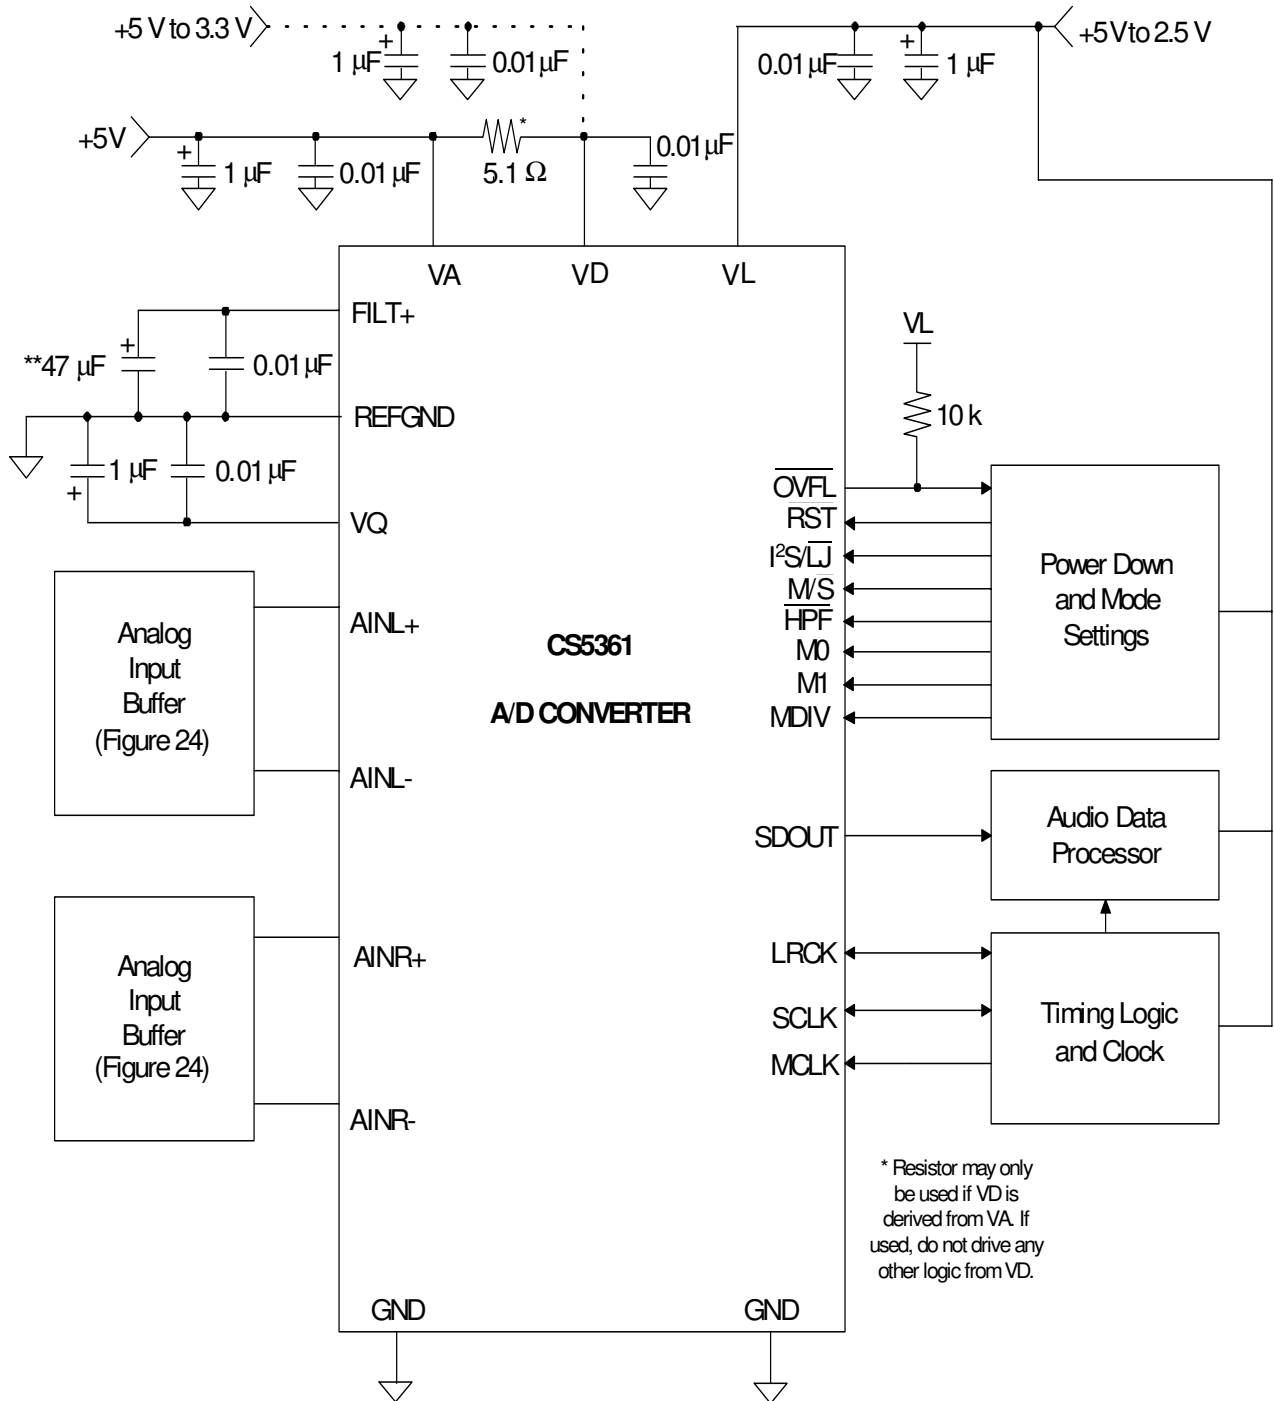 +5 V to 3.3 V
+
1 µF
0.01 µF
0.01 µF
+
1 µF
+5V to 2.5 V
+5V
+
1 µF
0.01 µF
*
5.1 Ω
0.01 µF
VA
VD
VL
FILT+
+
**47 µF
0.01 µF
REFGND
1 µF
+
0.01 µF
VQ
VL
10 k
OVFL
RST
I²S/LJ
M/S
HPF
M0
M1
MDIV
Power Down
and Mode
Settings
Analog
Input
Buffer
(Figure 24)
AINL+
AINL-
CS5361
A/D CONVERTER
SDOUT
Audio Data
Processor
Analog
Input
Buffer
(Figure 24)
AINR+
AINR-
LRCK
SCLK
MCLK
Timing Logic
and Clock
* Resistor may only
be used if VD is
derived from VA. If
used, do not drive any
other logic from VD.
GND
GND